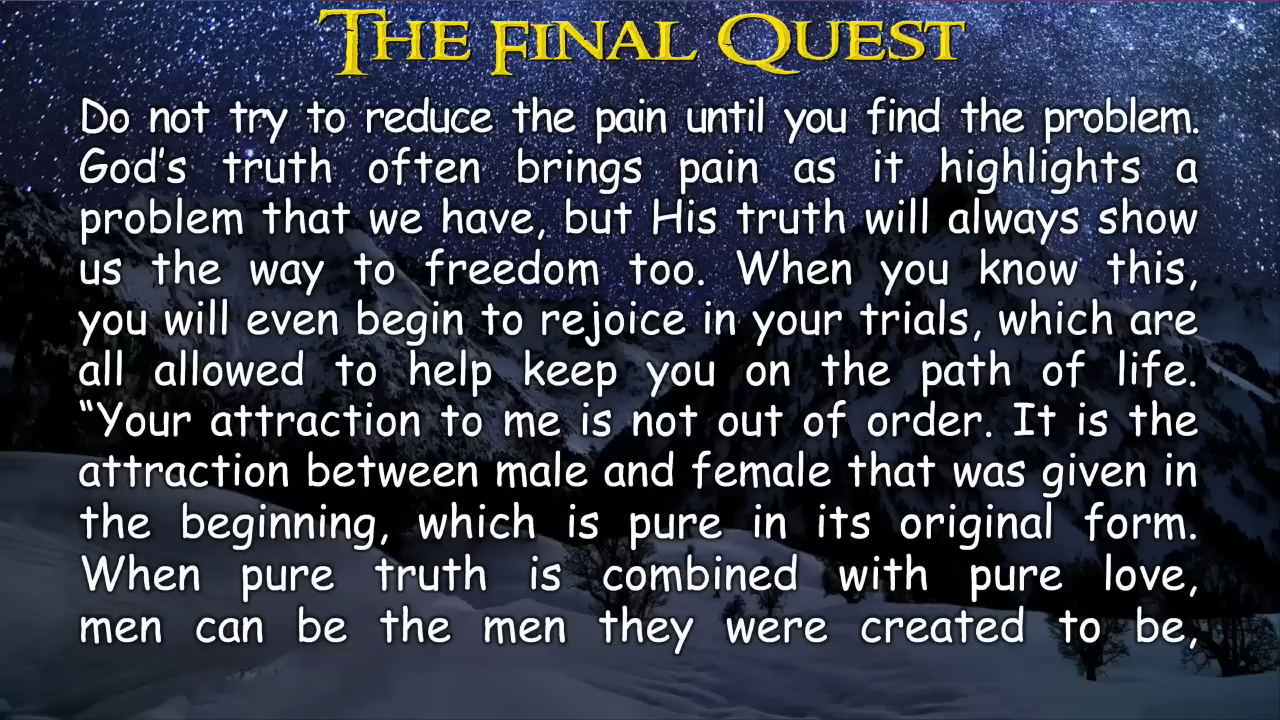 The Final Quest
Do not try to reduce the pain until you find the problem.
God's truth often brings pain as it highlights a
problem that we have, but His truth will always show
us the way to freedom too. When you know this,
you will even begin to rejoice in your trials, which are
all allowed to help keep you on the path of life.
“Your attraction to me is not out of order. It is the
attraction between male and female that was given in
the beginning, which is pure in its original form.
When pure truth is combined with pure love,
men can be the men they were created to be,